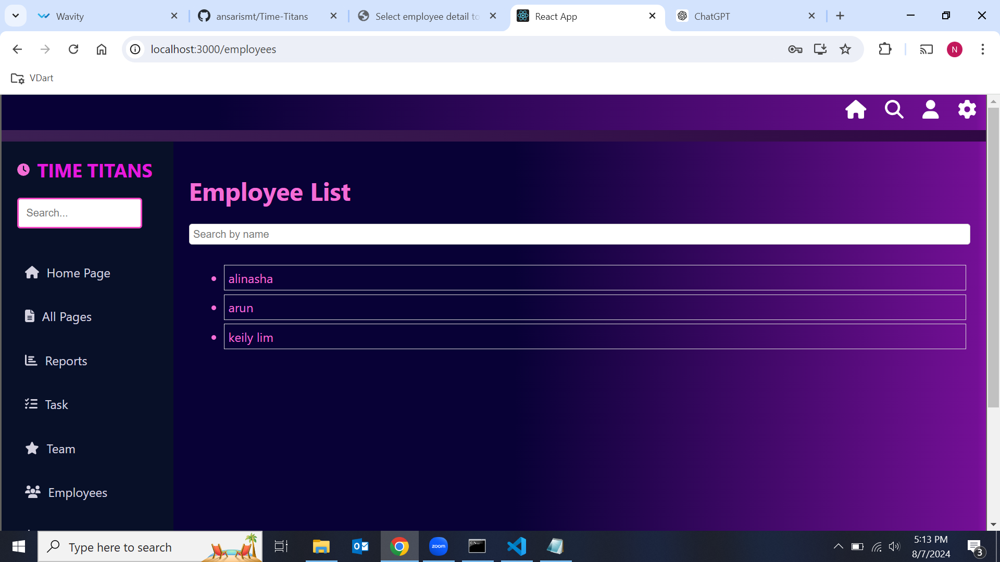 Wavity
ansarismt/Time-Titans
Select employee detail to
React App
ChatGPT
localhost:3000/employees
N
VDart
TIME TITANS
Search...
Home Page
All Pages
Reports
Task
Team
Employees
Employee List
Search by name
alinasha
arun
keily lim
Type here to search
zoom
5:13 PM
8/7/2024
3